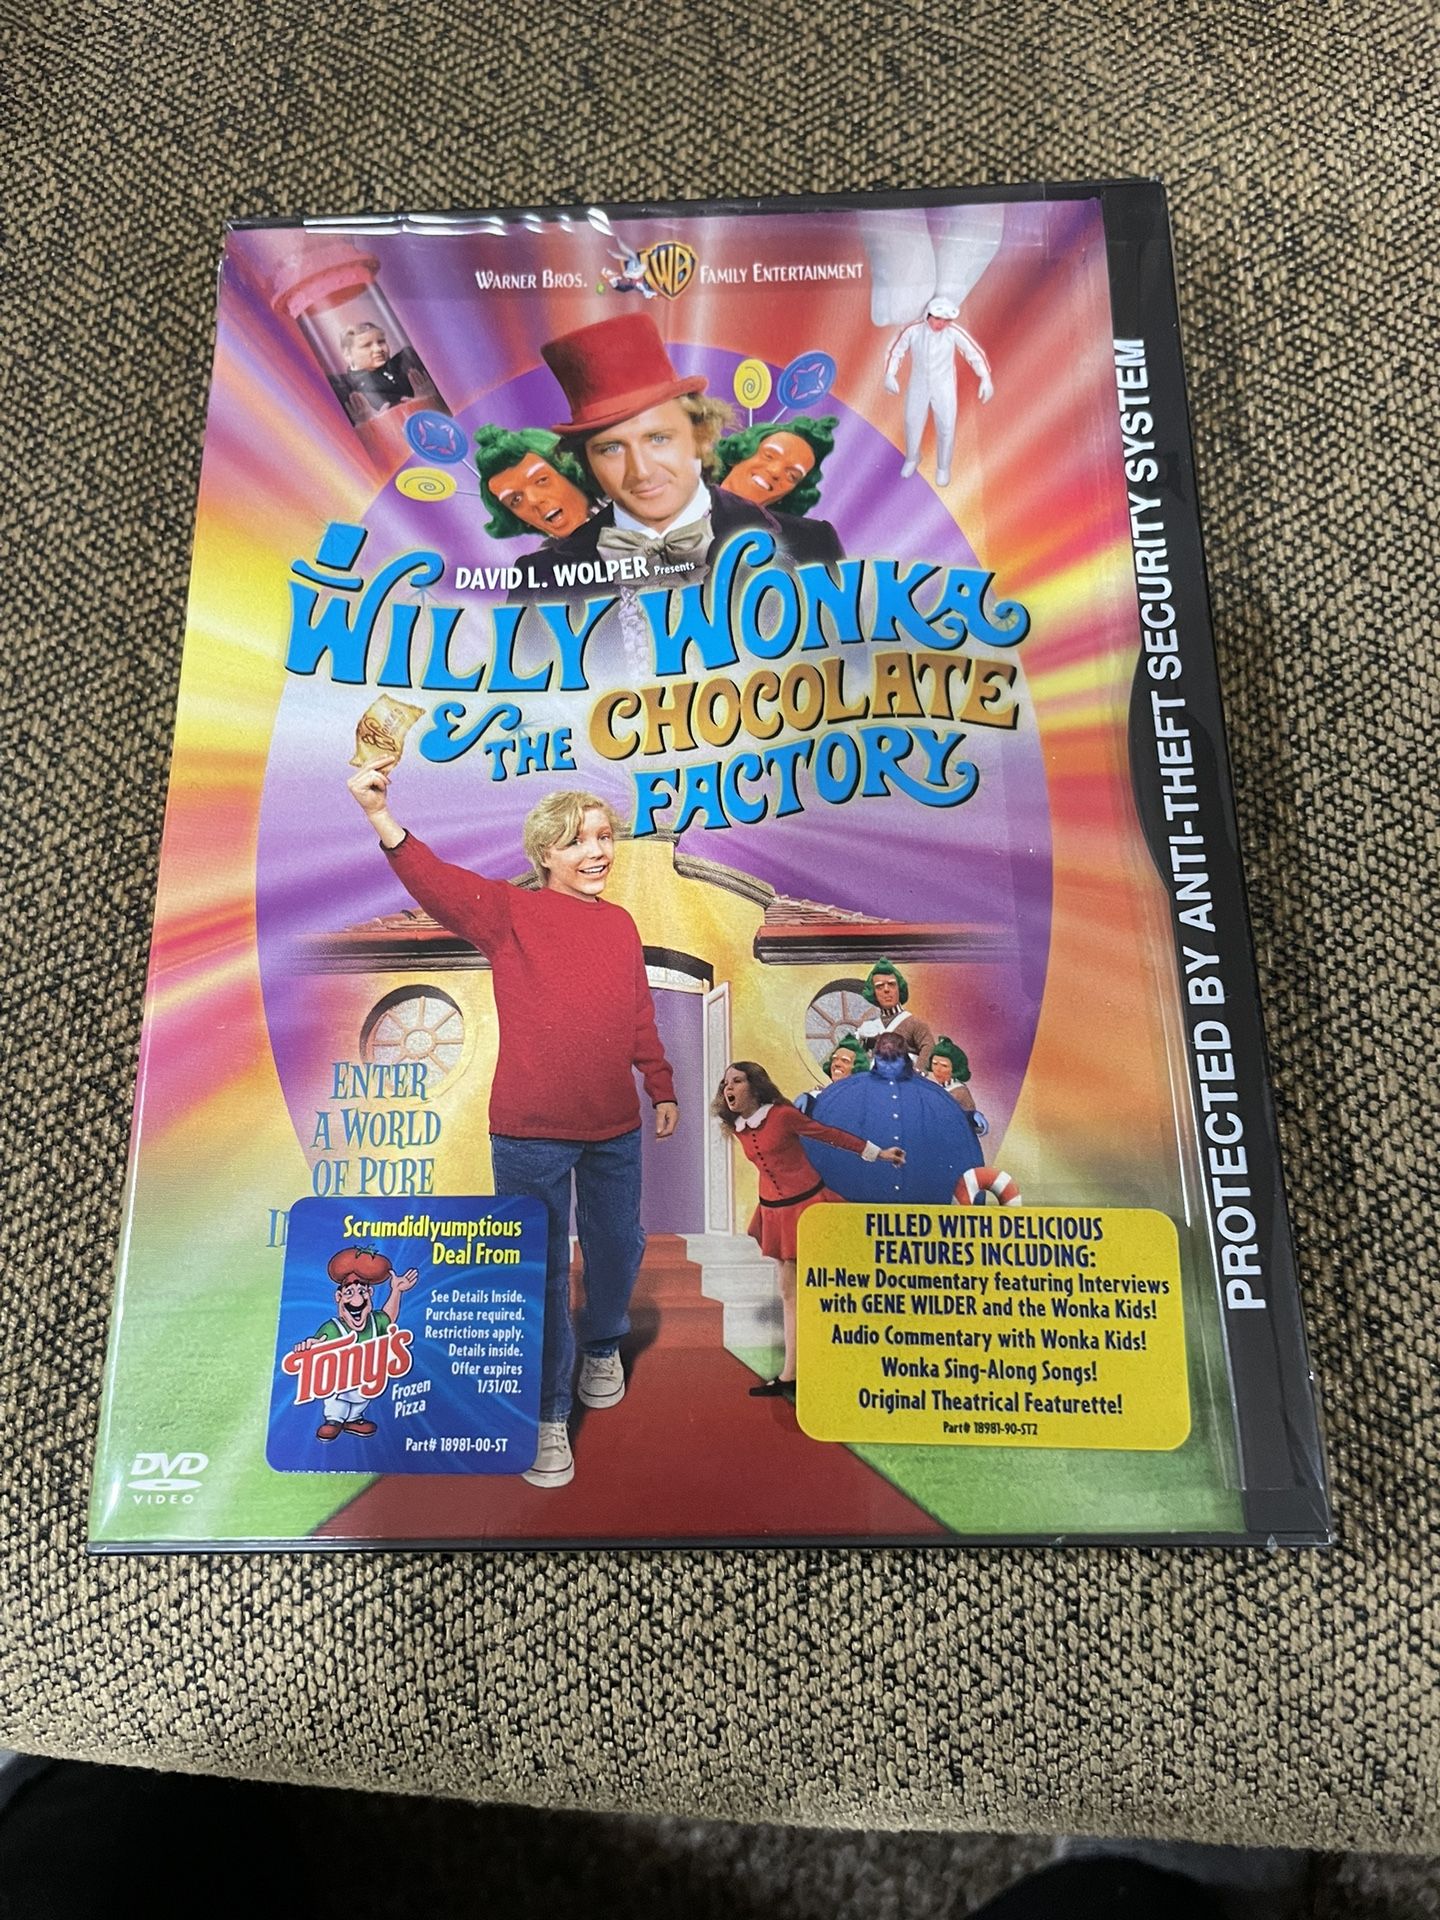 WARNER BROS. WB FAMILY ENTERTAINMENT
DAVID L. WOLPER Presents
WILLY WONKA
& THE CHOCOLATE
FACTORY
ENTER
A WORLD
OF PURE
Scrumdidlyumptious
Deal From
See Details Inside.
Purchase required.
Restrictions apply.
Details inside.
Offer expires
1/31/02.
Tony's
Frozen
Pizza
Part# 18981-00-ST
FILLED WITH DELICIOUS
FEATURES INCLUDING:
All-New Documentary featuring Interviews
with GENE WILDER and the Wonka Kids!
Audio Commentary with Wonka Kids!
Wonka Sing-Along Songs!
Original Theatrical Featurette!
Part# 18981-90-ST2
DVD
VIDEO
PROTECTED BY ANTI-THEFT SECURITY SYSTEM